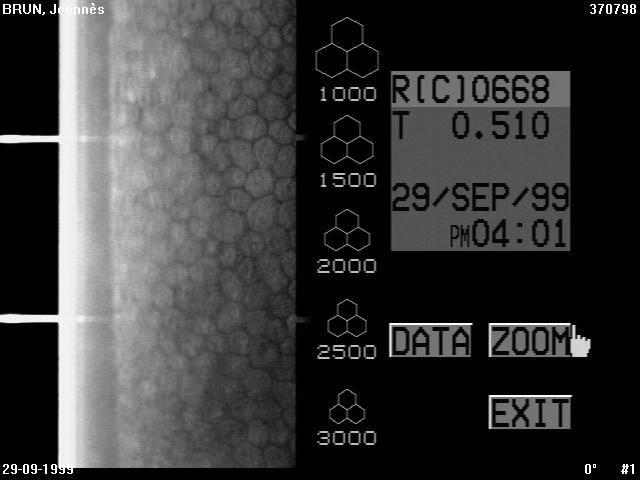 BRUN, Jeannès
370798
1000
1500
2000
2500
3000
R[C]0668
T 0.510
29/SEP/99
PM04:01
DATA ZOOM
EXIT
29-09-1999
0° #1